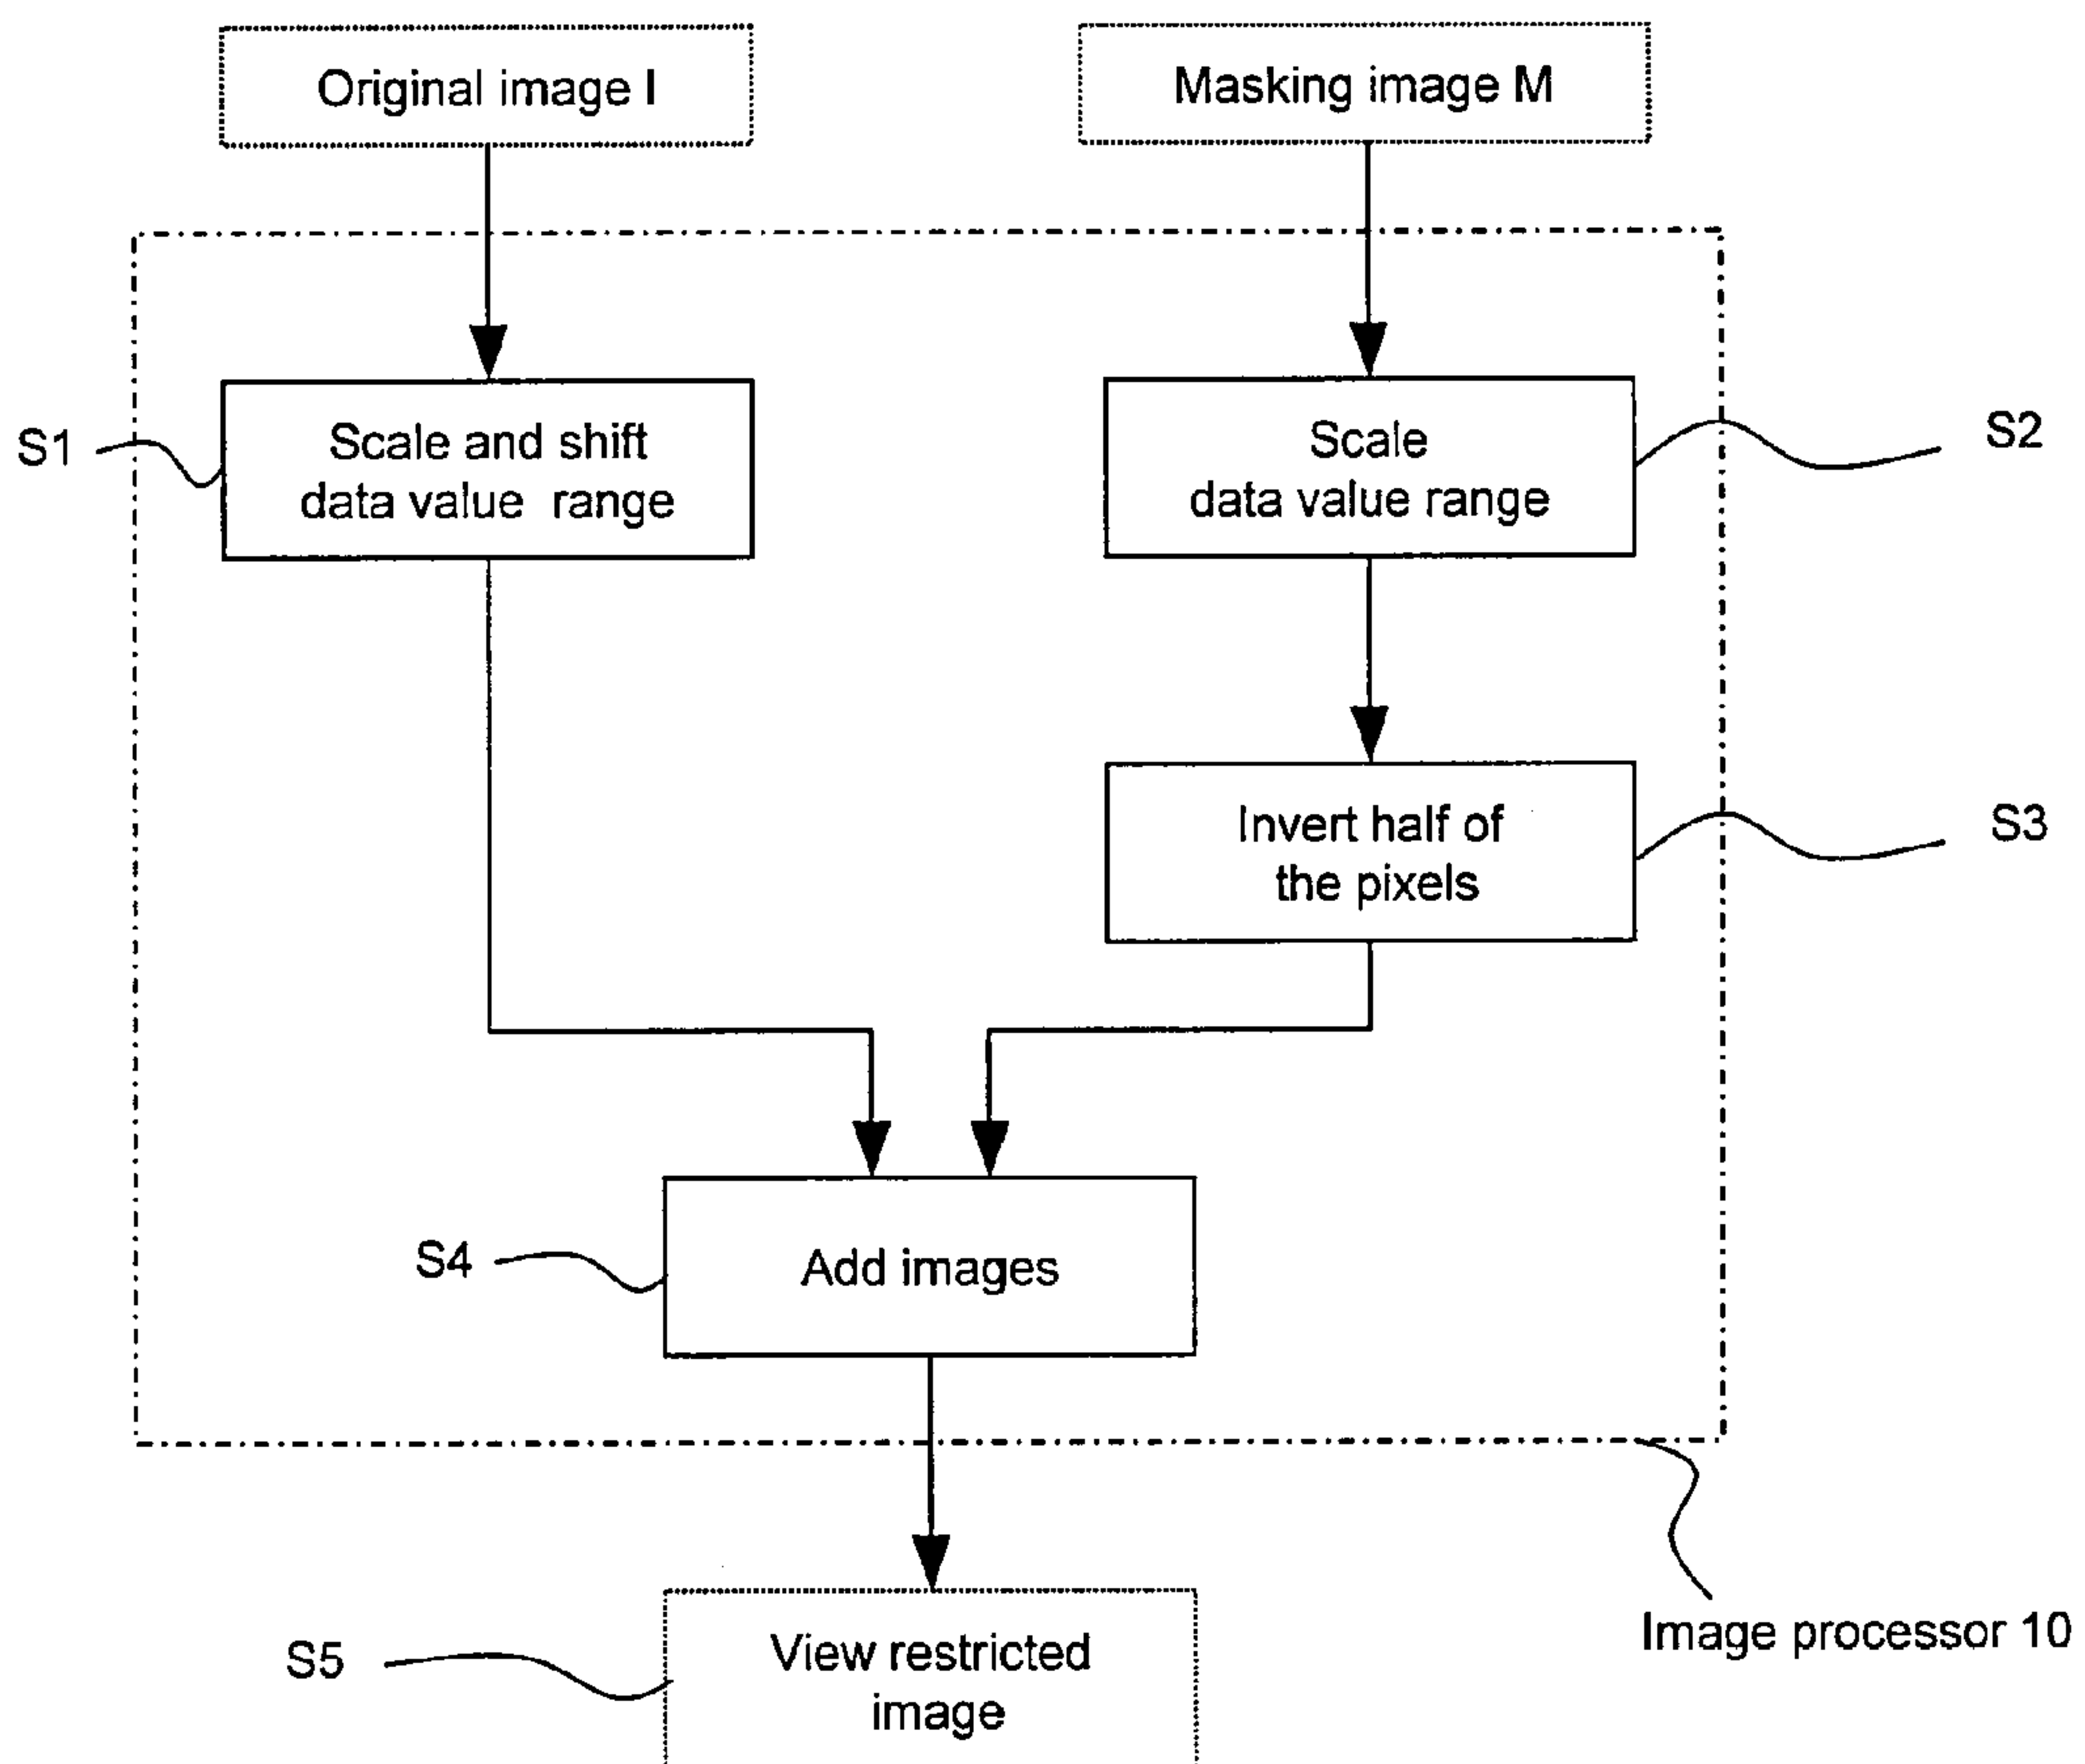 Original image I
Masking image M
S1
Scale and shift
data value range
Scale
data value range
S2
Invert half of
the pixels
S3
S4
Add images
S5
View restricted
image
Image processor 10